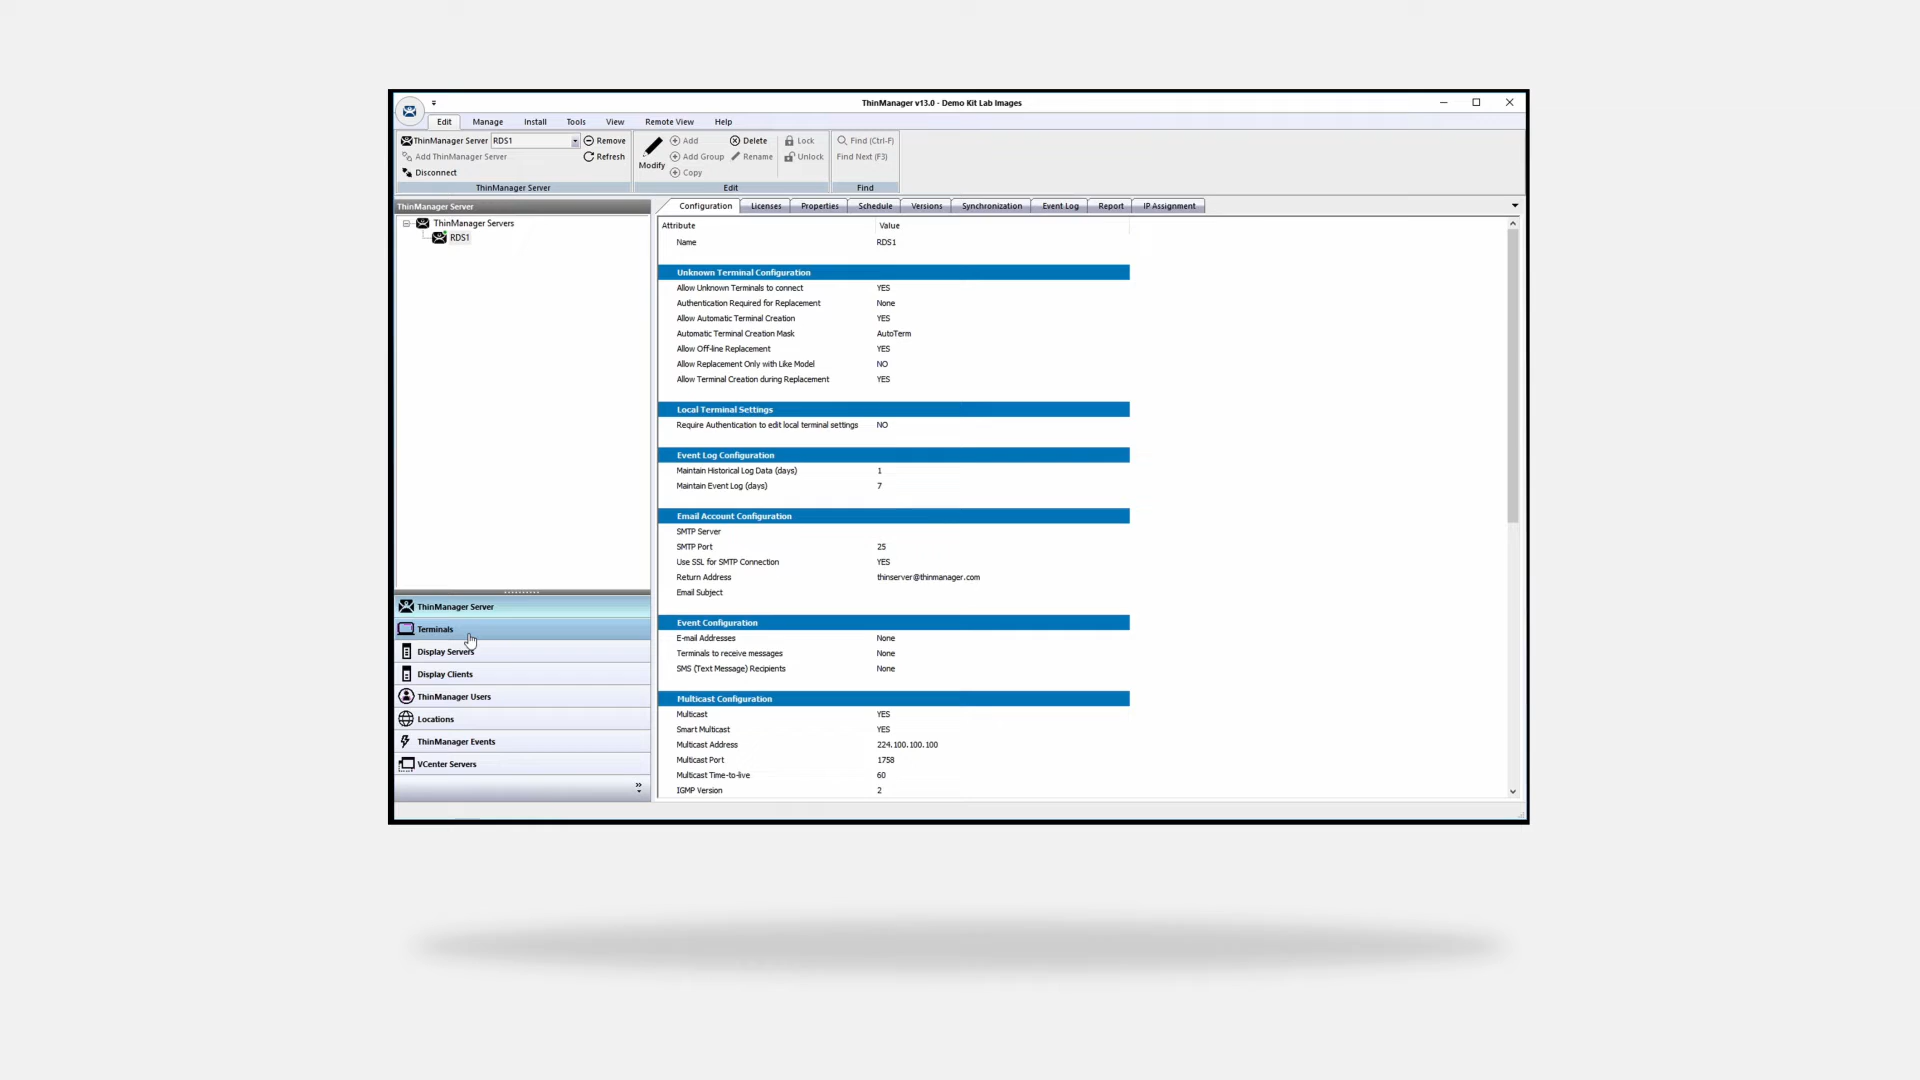 ThinManager v13.0 - Demo Kit Lab Images
Edit Manage Install Tools View Remote View Help
ThinManager Server RDS1 Remove
Add ThinManager Server Refresh
Disconnect
ThinManager Server
Modify
Add Delete Lock
Add Group Rename Unlock
Copy
Edit
Find (Ctrl-F)
Find Next (F3)
Find
ThinManager Server
ThinManager Servers
RDS1
ThinManager Server
Terminals
Display Servers
Display Clients
ThinManager Users
Locations
ThinManager Events
VCenter Servers
Configuration Licenses Properties Schedule Versions Synchronization Event Log Report IP Assignment
Attribute Value
Name RDS1
Unknown Terminal Configuration
Allow Unknown Terminals to connect YES
Authentication Required for Replacement None
Allow Automatic Terminal Creation YES
Automatic Terminal Creation Mask AutoTerm
Allow Off-line Replacement YES
Allow Replacement Only with Like Model NO
Allow Terminal Creation during Replacement YES
Local Terminal Settings
Require Authentication to edit local terminal settings NO
Event Log Configuration
Maintain Historical Log Data (days) 1
Maintain Event Log (days) 7
Email Account Configuration
SMTP Server
SMTP Port 25
Use SSL for SMTP Connection YES
Return Address thinserver@thinmanager.com
Email Subject
Event Configuration
E-mail Addresses None
Terminals to receive messages None
SMS (Text Message) Recipients None
Multicast Configuration
Multicast YES
Smart Multicast YES
Multicast Address 224.100.100.100
Multicast Port 1758
Multicast Time-to-live 60
IGMP Version 2